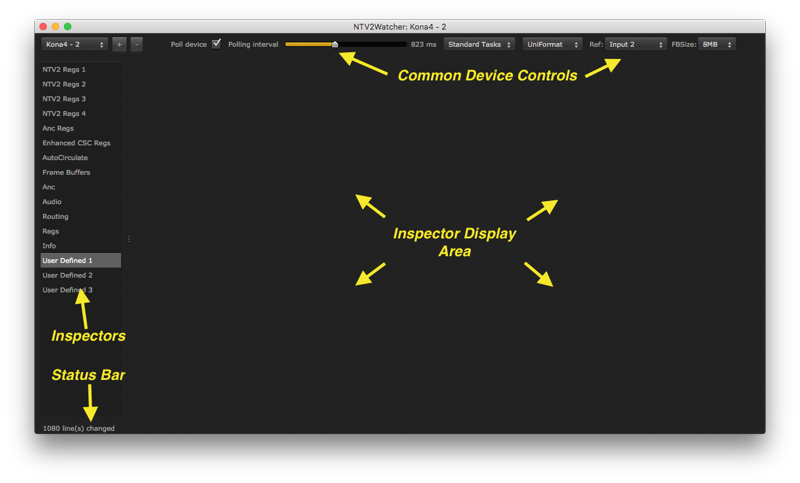 NTV2Watcher: Kona4 - 2
Kona4 - 2 + - Poll device Polling interval 823 ms Standard Tasks UniFormat Ref: Input 2 FBSize: 8MB
Common Device Controls
NTV2 Regs 1
NTV2 Regs 2
NTV2 Regs 3
NTV2 Regs 4
Anc Regs
Enhanced CSC Regs
AutoCirculate
Frame Buffers
Anc
Audio
Routing
Regs
Info
User Defined 1
User Defined 2
User Defined 3
Inspector Display
Area
Inspectors
Status Bar
1080 line(s) changed